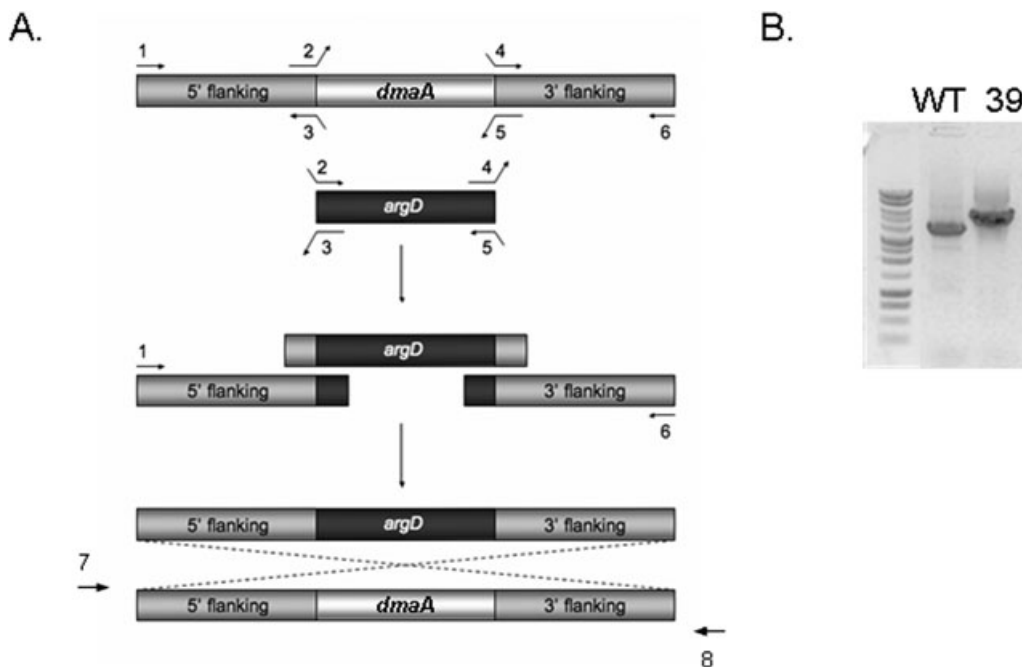 A.
B.
1
2
4
5' flanking
dmaA
3' flanking
3
5
6
2
4
argD
3
5
WT 39
1
argD
5' flanking
3' flanking
6
5' flanking
argD
3' flanking
7
5' flanking
dmaA
3' flanking
8